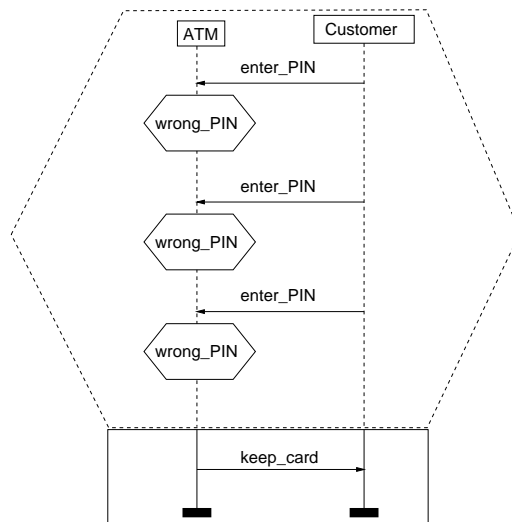 ATM
Customer
enter_PIN
wrong_PIN
enter_PIN
wrong_PIN
enter_PIN
wrong_PIN
keep_card